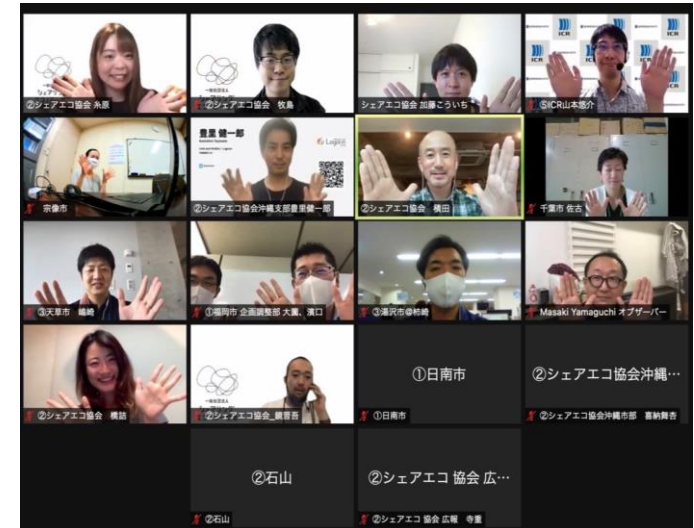 ②シェアエコ協会 糸原
②シェアエコ協会 牧島
シェアエコ協会 加藤こういち
ICR
⑤ICR山本悠介
宗像市
豊里 健一郎
②シェアエコ協会沖縄支部豊里健一郎
②シェアエコ協会 積田
千葉市 佐古
③天草市 嶋崎
①福岡市 企画調整部 大薗、濱口
③湯沢市@柿崎
Masaki Yamaguchi オブザーバー
②シェアエコ協会 橋詰
②シェアエコ協会_鏡晋吾
①日南市
①日南市
②シェアエコ協会沖縄…
②シェアエコ協会沖縄市部 喜納舞杏
②石山
②石山
②シェアエコ 協会 広…
②シェアエコ 協会 広報 寺重